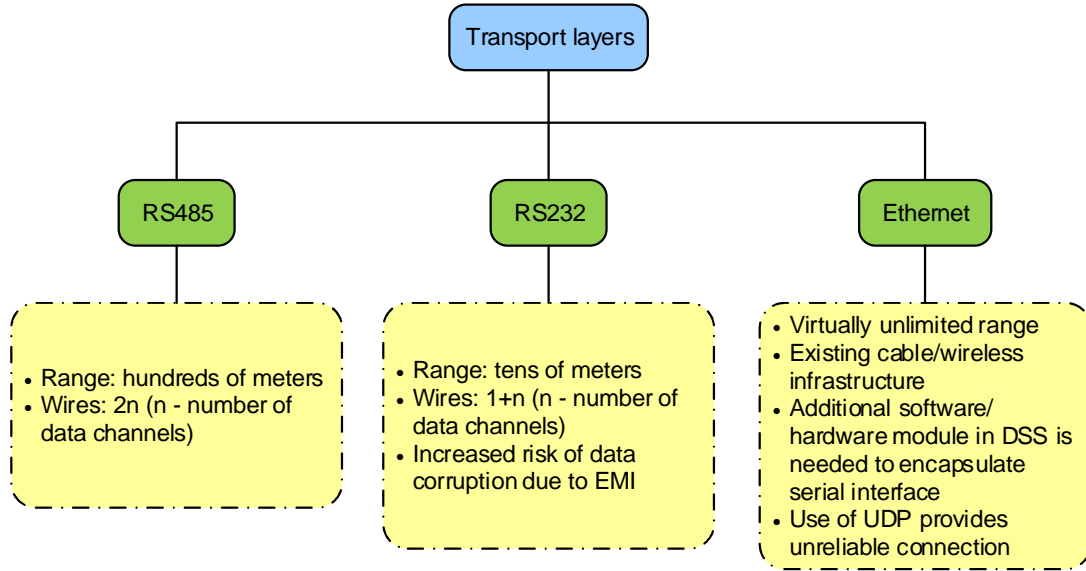 Transport layers
RS485
RS232
Ethernet
• Range: hundreds of meters
• Wires: 2n (n - number of
data channels)
• Range: tens of meters
• Wires: 1+n (n - number of
data channels)
• Increased risk of data
corruption due to EMI
• Virtually unlimited range
• Existing cable/wireless
infrastructure
• Additional software/
hardware module in DSS is
needed to encapsulate
serial interface
• Use of UDP provides
unreliable connection